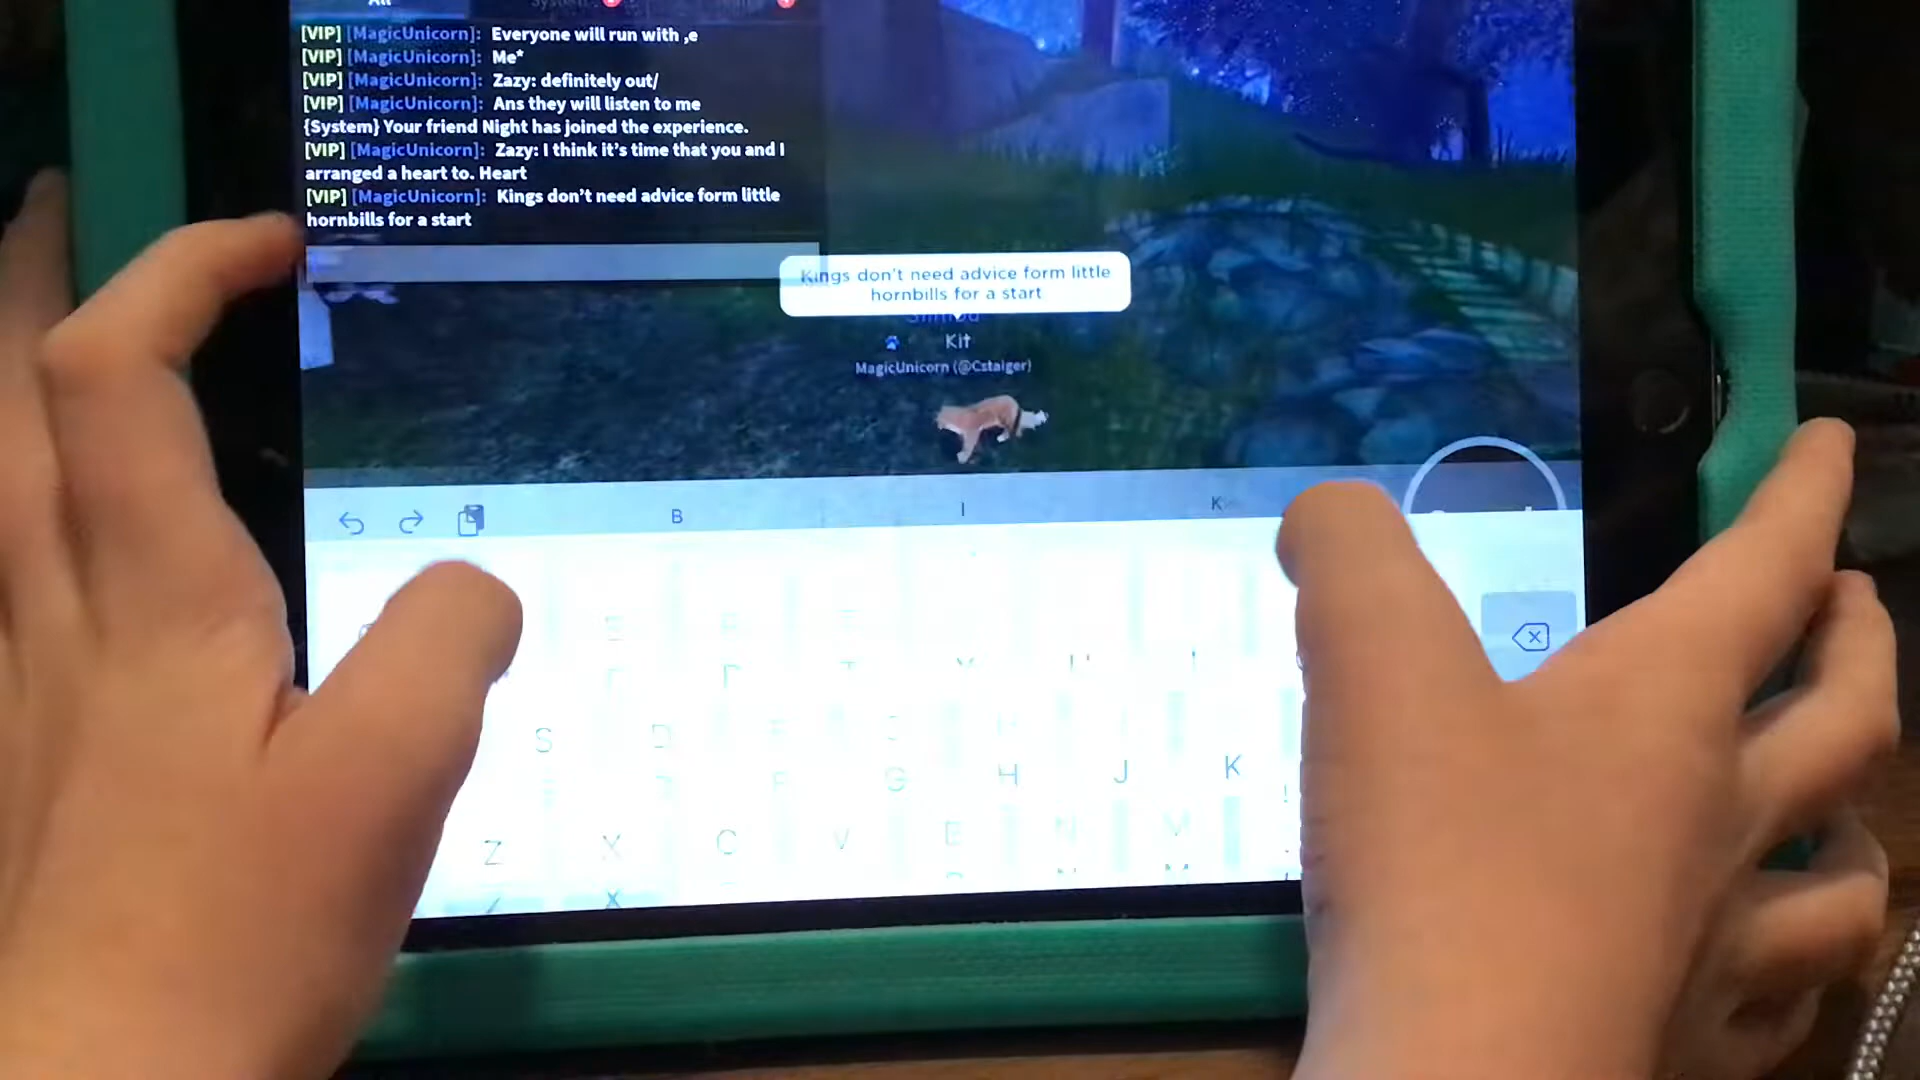 All
[VIP] [MagicUnicorn]: Everyone will run with ,e
[VIP] [MagicUnicorn]: Me*
[VIP] [MagicUnicorn]: Zazy: definitely out/
[VIP] [MagicUnicorn]: Ans they will listen to me
{System} Your friend Night has joined the experience.
[VIP] [MagicUnicorn]: Zazy: I think it's time that you and I
arranged a heart to. Heart
[VIP] [MagicUnicorn]: Kings don't need advice form little
hornbills for a start
Kings don't need advice form little
hornbills for a start
Kit
MagicUnicorn (@Cstaiger)
B I K
S D
G H J K
Z X C V